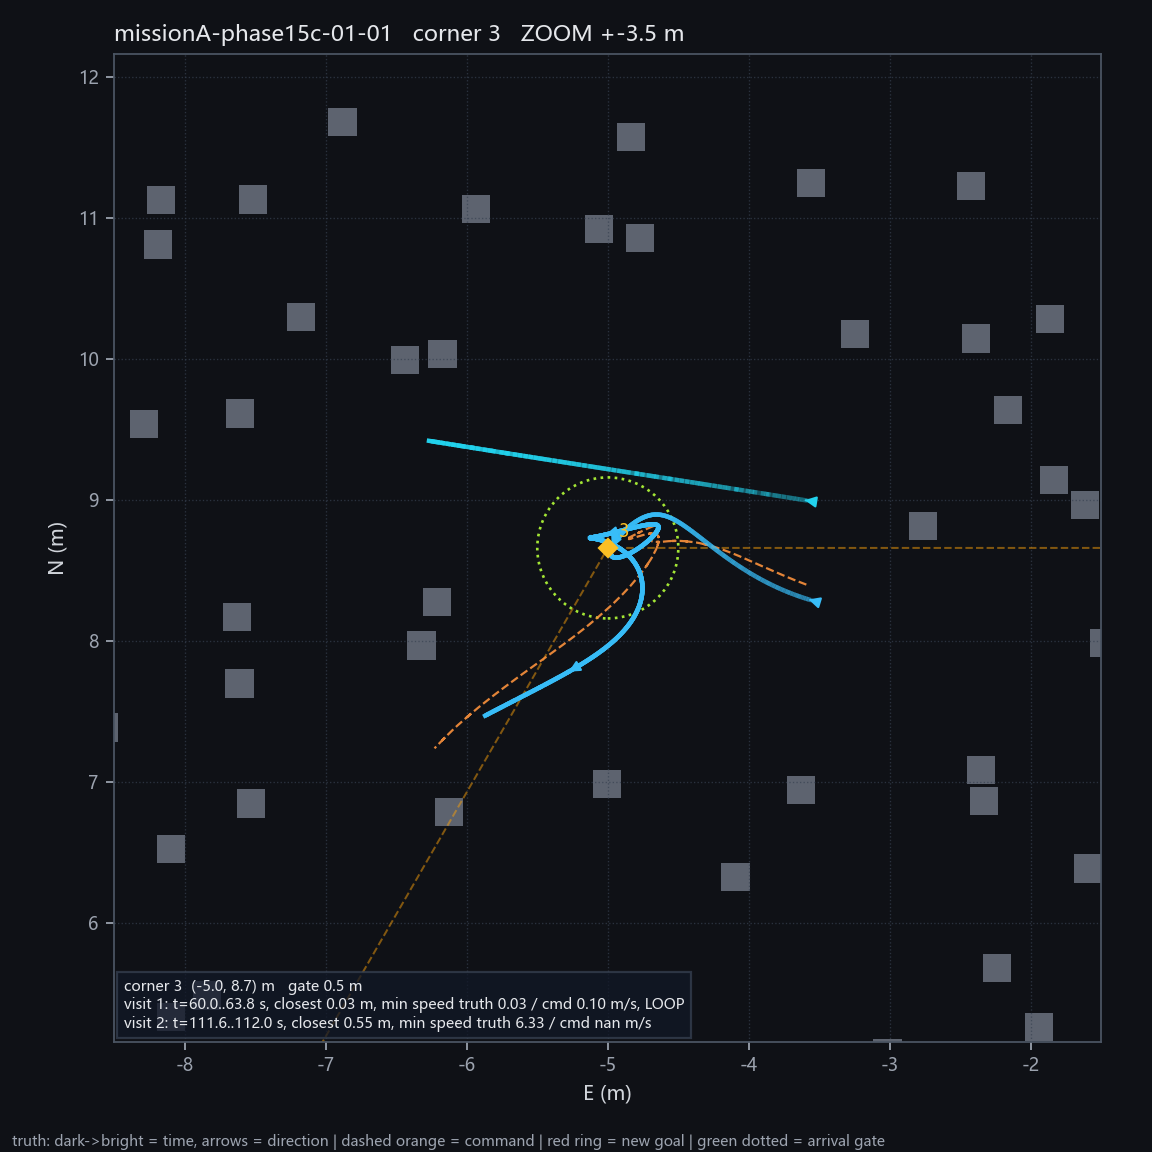 missionA-phase15c-01-01   corner 3   ZOOM +-3.5 m
12
11
10
9
8
7
6
N (m)
3
corner 3  (-5.0, 8.7) m   gate 0.5 m
visit 1: t=60.0..63.8 s, closest 0.03 m, min speed truth 0.03 / cmd 0.10 m/s, LOOP
visit 2: t=111.6..112.0 s, closest 0.55 m, min speed truth 6.33 / cmd nan m/s
-8 -7 -6 -5 -4 -3 -2
E (m)
truth: dark->bright = time, arrows = direction | dashed orange = command | red ring = new goal | green dotted = arrival gate